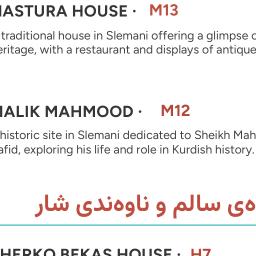 MASTURA HOUSE · M13
traditional house in Slemani offering a glimpse
eritage, with a restaurant and displays of antique
MALIK MAHMOOD · M12
historic site in Slemani dedicated to Sheikh Mah
afid, exploring his life and role in Kurdish history.
ەی سالم و ناوەندی شار
HERKO BEKAS HOUSE · H7